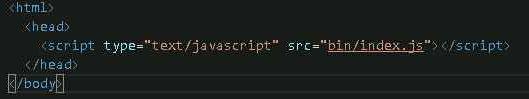 <html>
<head>
<script type="text/javascript" src="bin/index.js"></script>
</head>
</body>